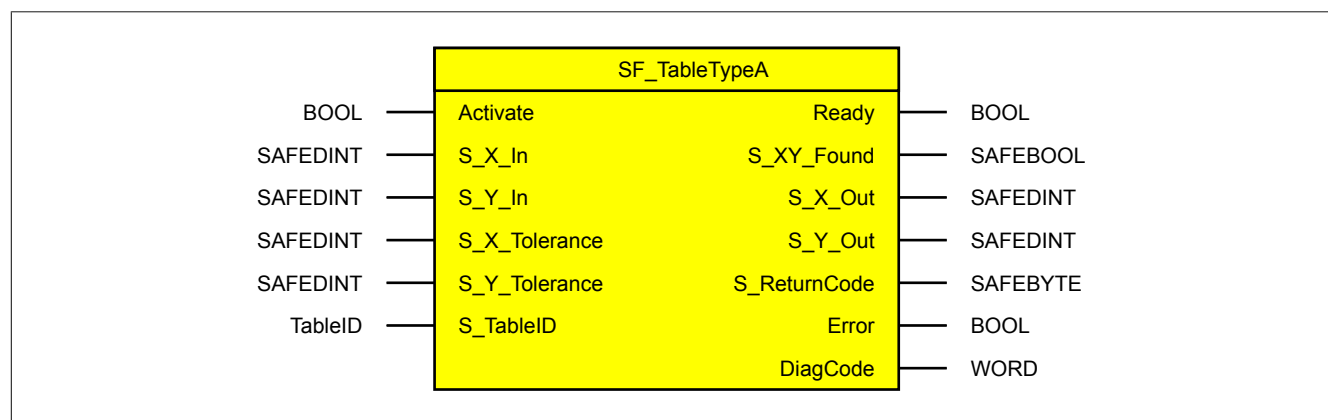 SF_TableTypeA
BOOL Activate Ready BOOL
SAFEDINT S_X_In S_XY_Found SAFEBOOL
SAFEDINT S_Y_In S_X_Out SAFEDINT
SAFEDINT S_X_Tolerance S_Y_Out SAFEDINT
SAFEDINT S_Y_Tolerance S_ReturnCode SAFEBYTE
TableID S_TableID Error BOOL
DiagCode WORD